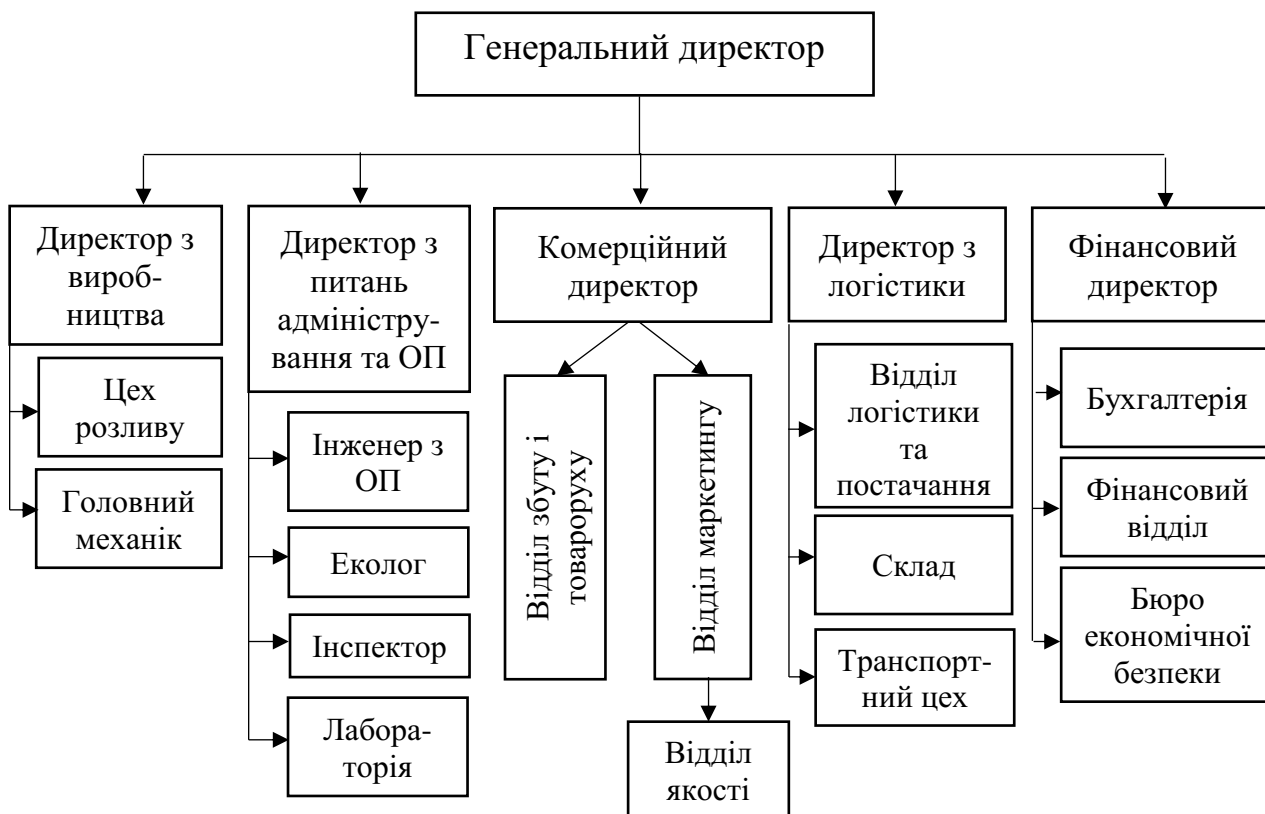 Генеральний директор
Директор з
вироб-
ництва
Цех
розливу
Головний
механік
Директор з
питань
адміністру-
вання та ОП
Інженер з
ОП
Еколог
Інспектор
Лабора-
торія
Комерційний
директор
Відділ збуту і
товароруху
Відділ маркетингу
Відділ
якості
Директор з
логістики
Відділ
логістики
та
постачання
Склад
Транспорт-
ний цех
Фінансовий
директор
Бухгалтерія
Фінансовий
відділ
Бюро
економічної
безпеки